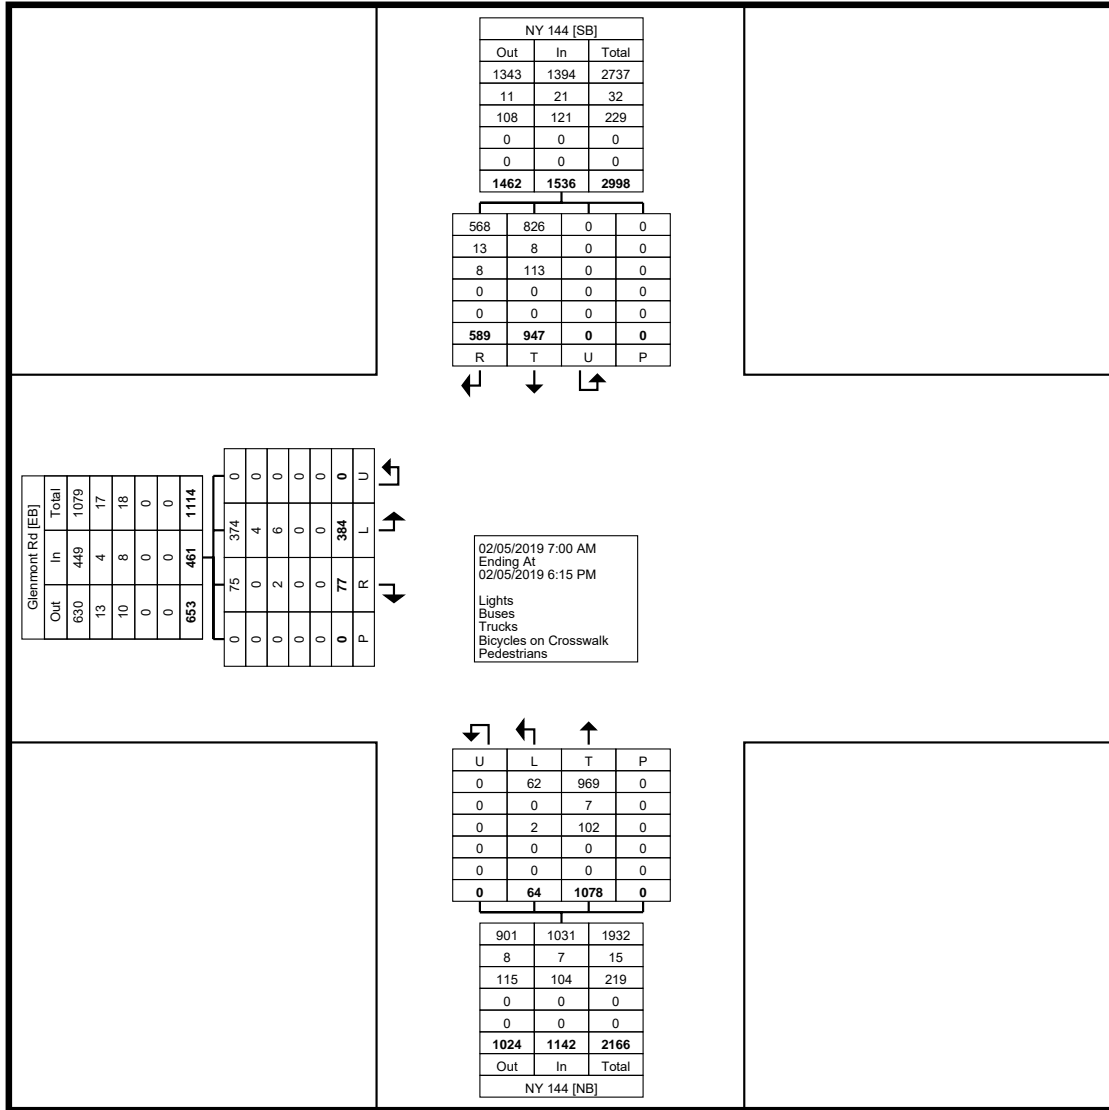 NY 144 [SB]
Out In Total
1343 1394 2737
11 21 32
108 121 229
0 0 0
0 0 0
1462 1536 2998
568 826 0 0
13 8 0 0
8 113 0 0
0 0 0 0
0 0 0 0
589 947 0 0
R T U P
Glenmont Rd [EB]
Out In Total
630 449 1079
13 4 17
10 8 18
0 0 0
0 0 0
653 461 1114
0 75 374 0
0 0 4 0
0 2 6 0
0 0 0 0
0 0 0 0
0 77 384 0
P R L U
02/05/2019 7:00 AM
Ending At
02/05/2019 6:15 PM
Lights
Buses
Trucks
Bicycles on Crosswalk
Pedestrians
U L T P
0 62 969 0
0 0 7 0
0 2 102 0
0 0 0 0
0 0 0 0
0 64 1078 0
901 1031 1932
8 7 15
115 104 219
0 0 0
0 0 0
1024 1142 2166
Out In Total
NY 144 [NB]